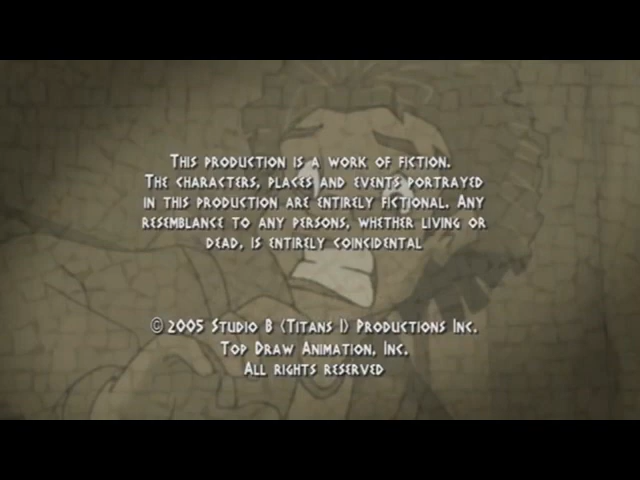 This production is a work of fiction.
The characters, places and events portrayed
in this production are entirely fictional. Any
resemblance to any persons, whether living or
dead, is entirely coincidental
© 2005 Studio B (Titans I) Productions Inc.
Top Draw Animation, Inc.
All rights reserved